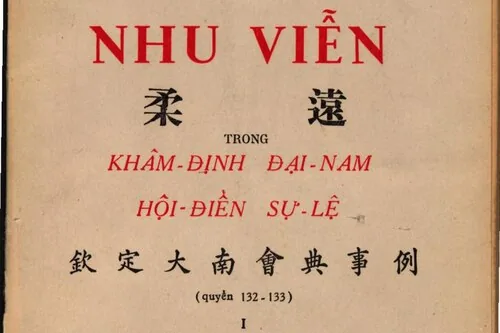 NHU VIỄN
柔 遠
TRONG
KHÂM-ĐỊNH ĐẠI-NAM
HỘI-ĐIỂN SỰ-LỆ
欽定大南會典事例
(quyển 132-133)
I